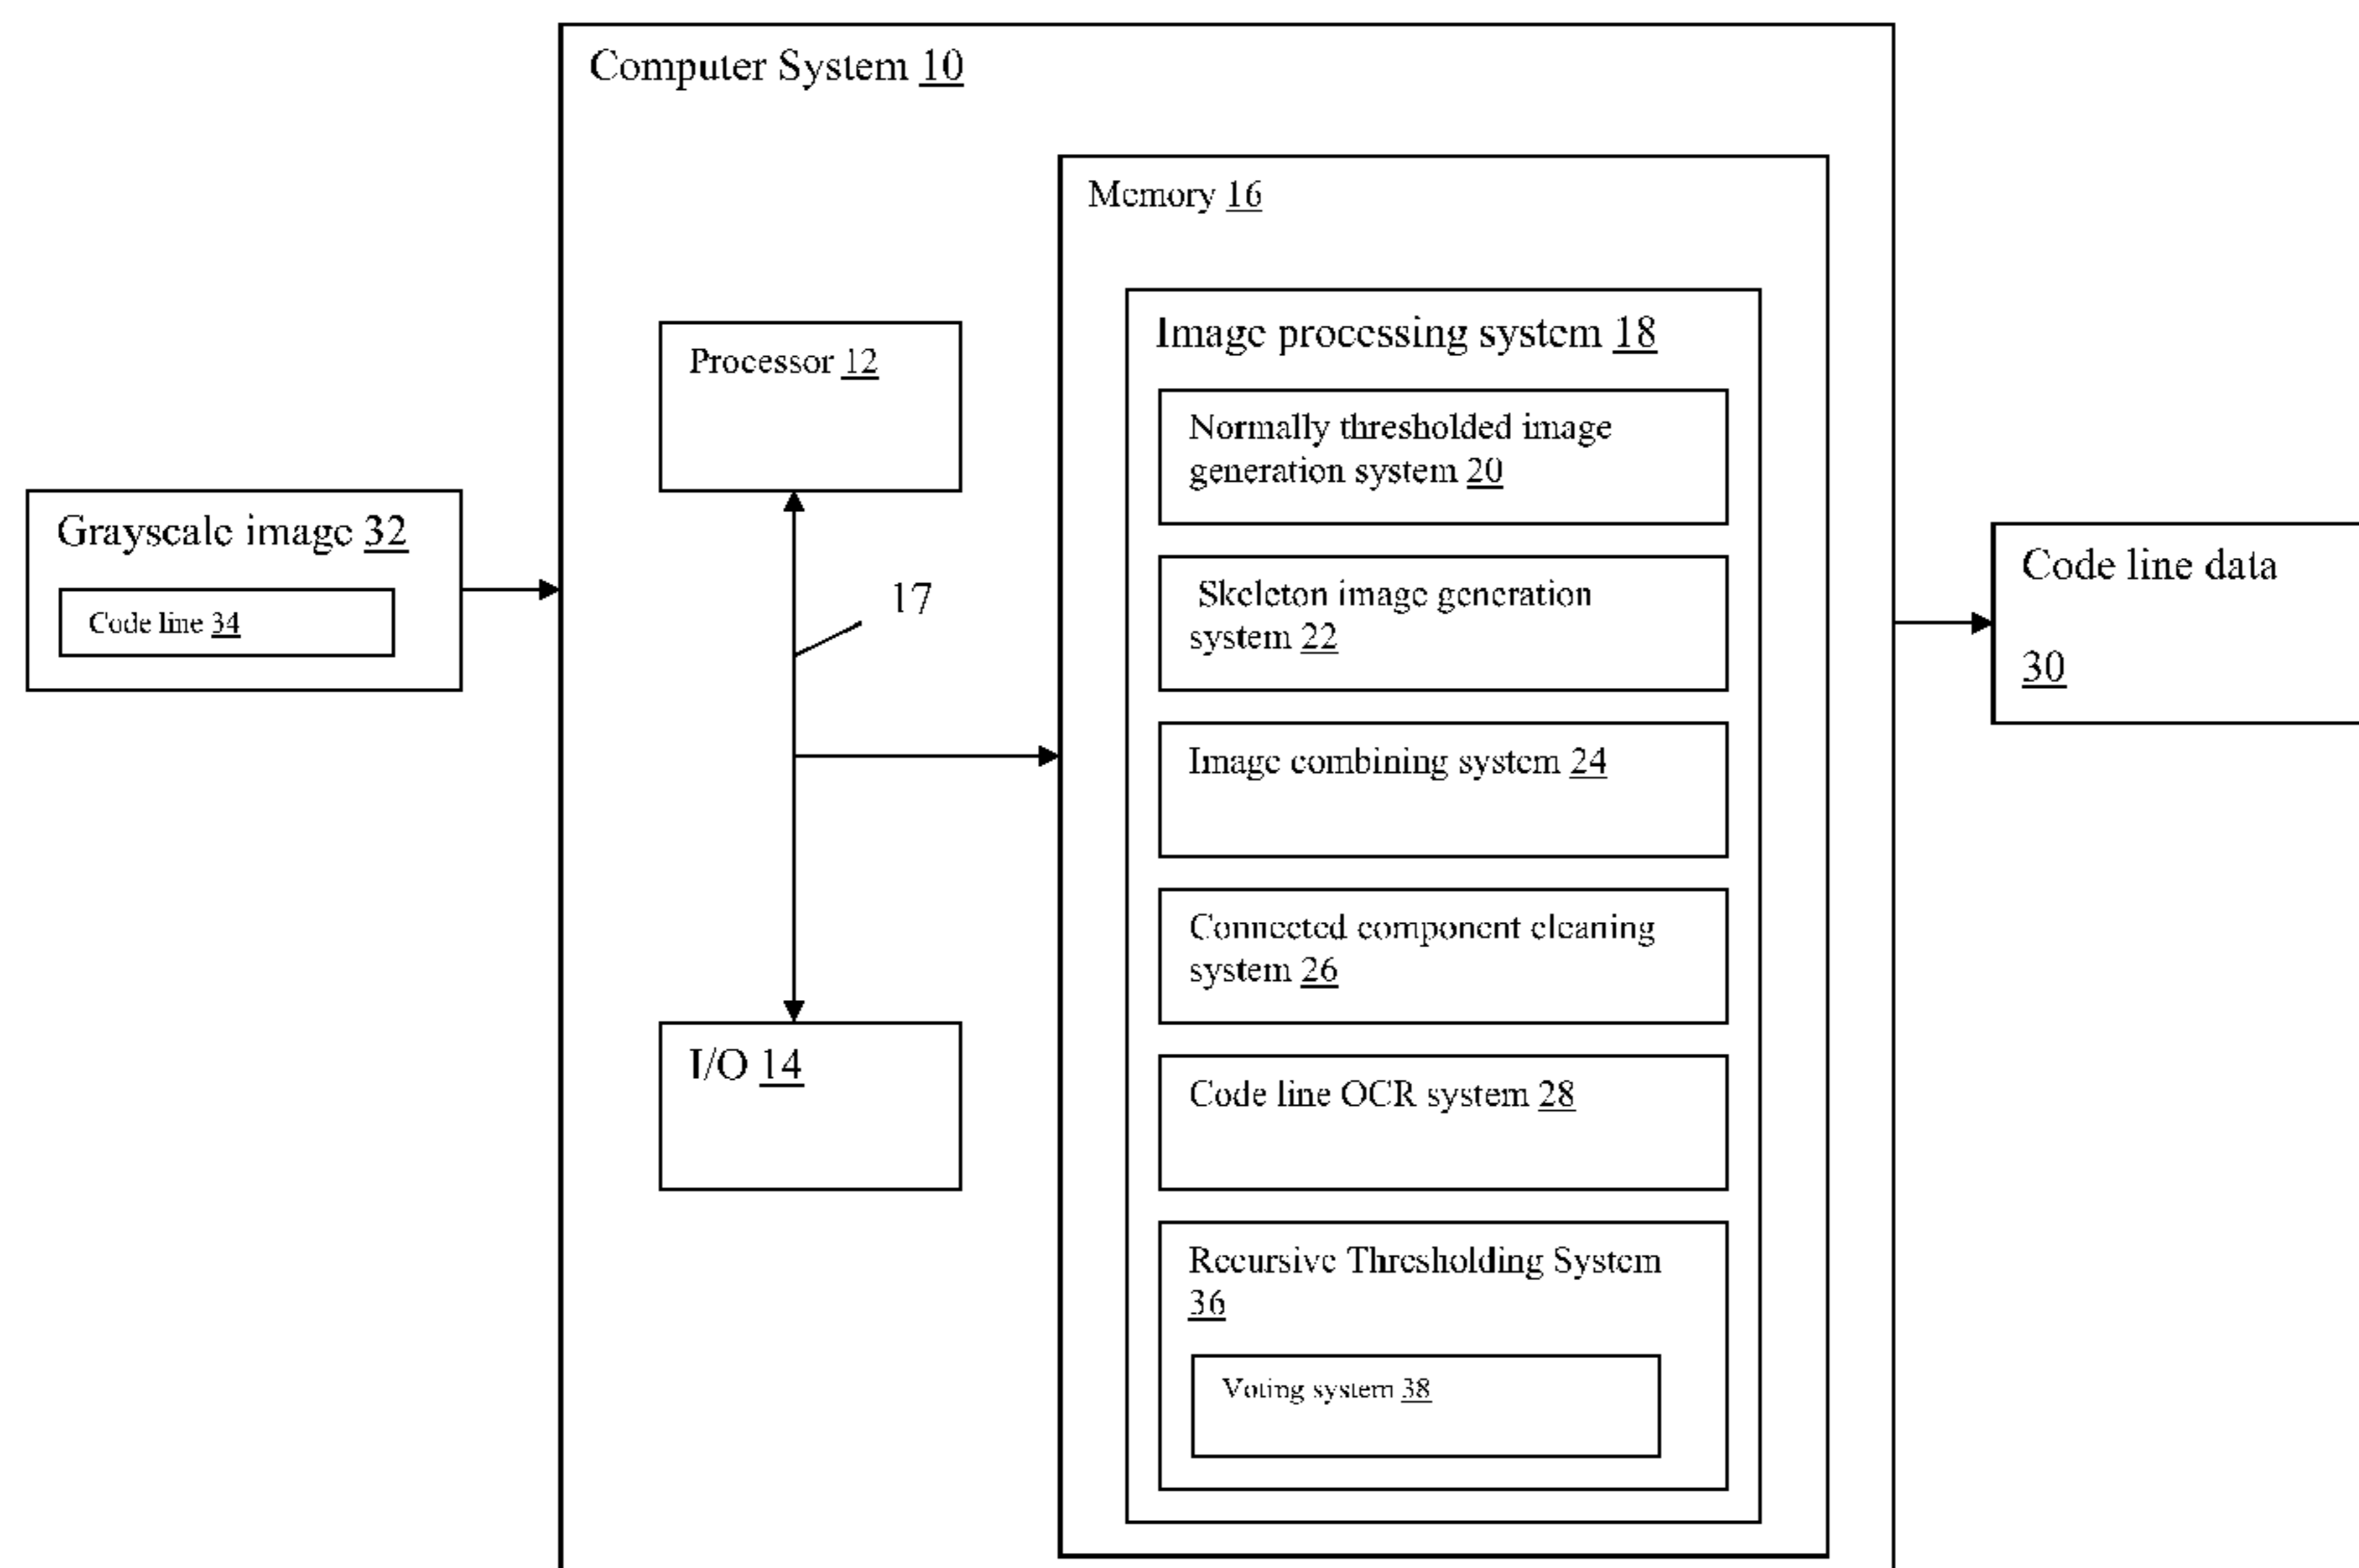 Computer System 10
Memory 16
Image processing system 18
Processor 12
Normally thresholded image
generation system 20
Grayscale image 32
Code line 34
17
Skeleton image generation
system 22
Code line data
30
Image combining system 24
Connected component cleaning
system 26
I/O 14
Code line OCR system 28
Recursive Thresholding System
36
Voting system 38